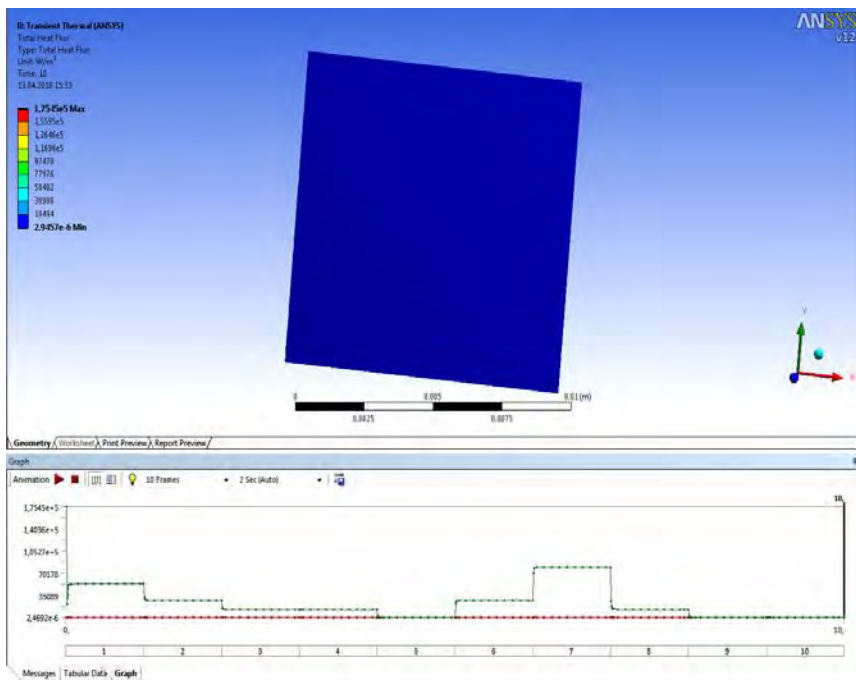 D: Transient Thermal (ANSYS)
Total Heat Flux
Type: Total Heat Flux
Unit: W/m²
Time: 10
13.04.2010 15:53
1,7545e5 Max
1,5595e5
1,3646e5
1,1696e5
97470
77976
58482
38988
19494
2,9457e-6 Min
ANSYS
v12
Y
X
0
0.005
0.01(m)
0.0025
0.0075
Geometry
Worksheet
Print Preview
Report Preview
Graph
Animation
10 Frames
2 Sec (Auto)
1,7545e+5
1,4036e+5
1,0527e+5
70178
35089
2,4692e-6
10,
0,
10,
1 2 3 4 5 6 7 8 9 10
Messages
Tabular Data
Graph